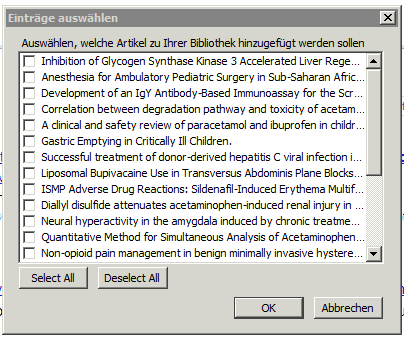 Einträge auswählen
Auswählen, welche Artikel zu Ihrer Bibliothek hinzugefügt werden sollen
Inhibition of Glycogen Synthase Kinase 3 Accelerated Liver Rege...
Anesthesia for Ambulatory Pediatric Surgery in Sub-Saharan Afric...
Development of an IgY Antibody-Based Immunoassay for the Scr...
Correlation between degradation pathway and toxicity of acetam...
A clinical and safety review of paracetamol and ibuprofen in childr...
Gastric Emptying in Critically Ill Children.
Successful treatment of donor-derived hepatitis C viral infection i...
Liposomal Bupivacaine Use in Transversus Abdominis Plane Blocks...
ISMP Adverse Drug Reactions: Sildenafil-Induced Erythema Multif...
Diallyl disulfide attenuates acetaminophen-induced renal injury in ...
Neural hyperactivity in the amygdala induced by chronic treatme...
Quantitative Method for Simultaneous Analysis of Acetaminophen...
Non-opioid pain management in benign minimally invasive hystere...
Select All Deselect All
OK Abbrechen